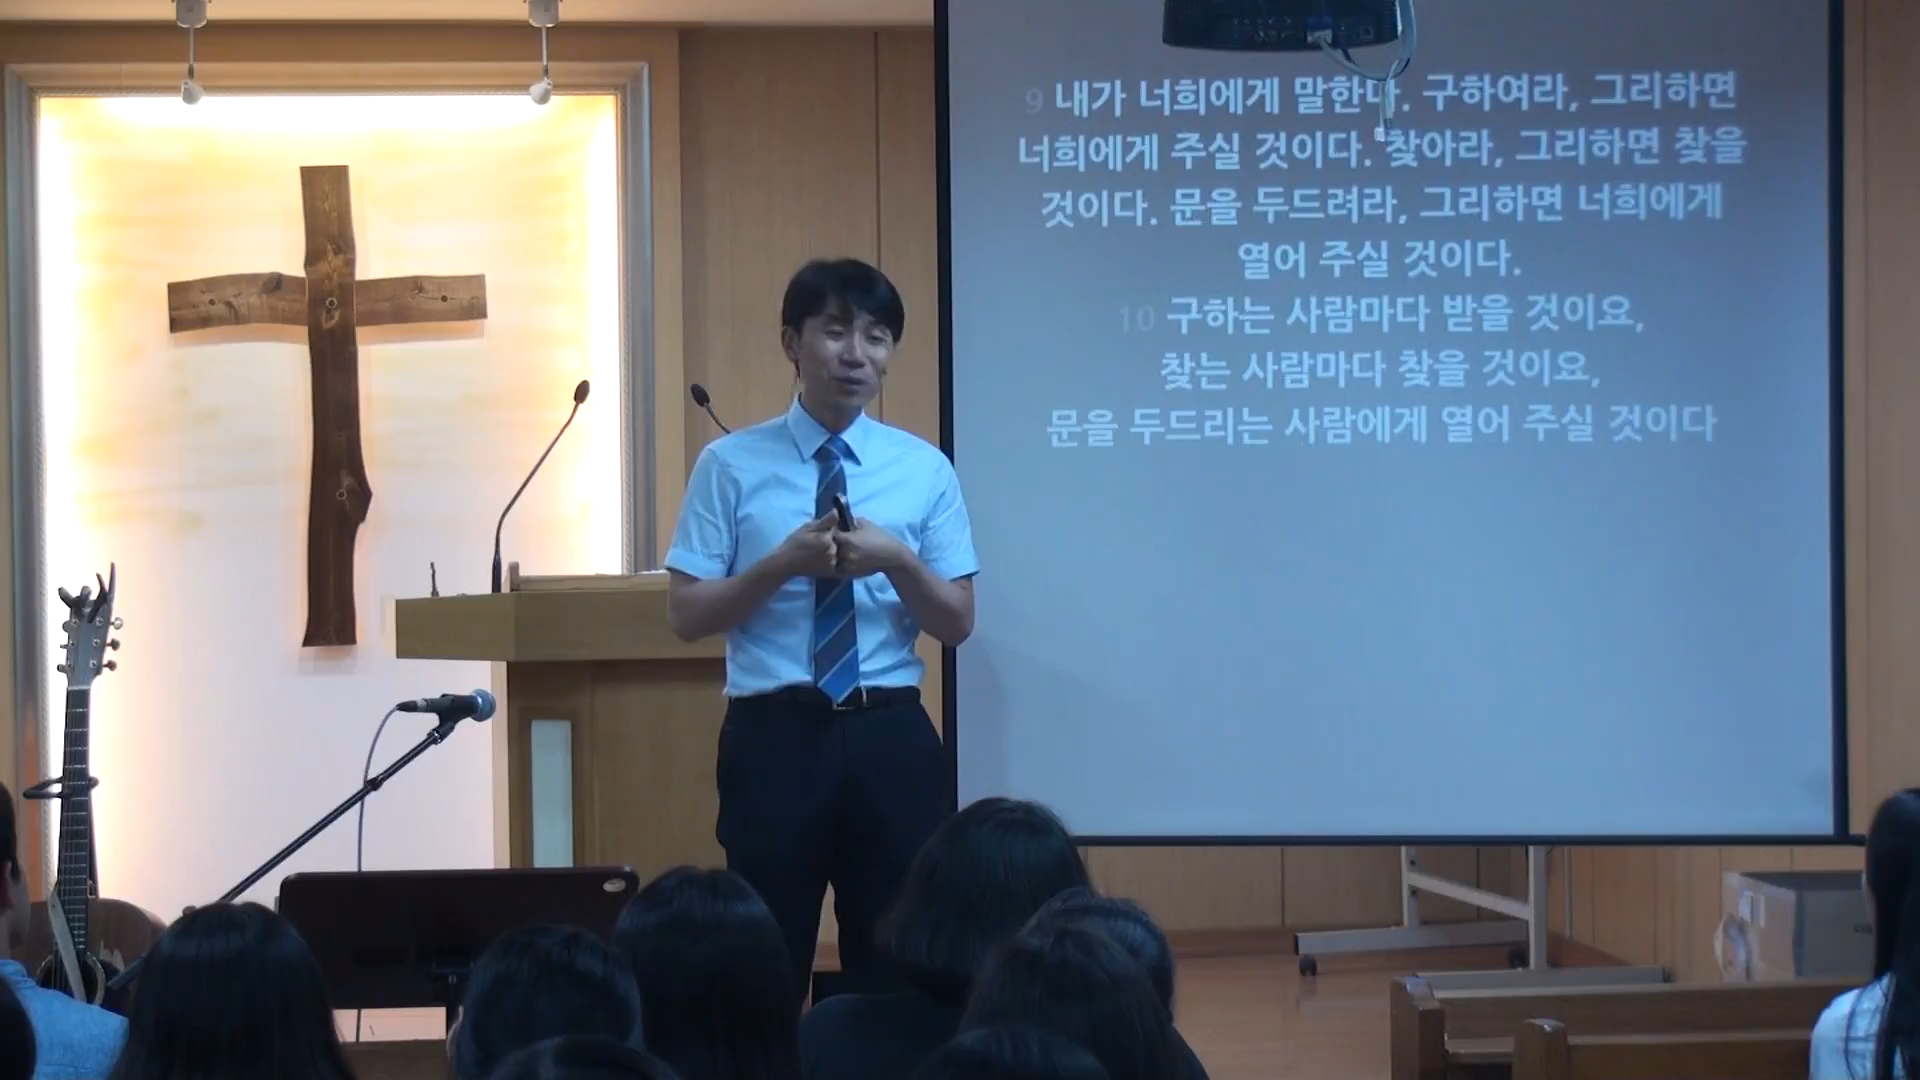 9 내가 너희에게 말한다. 구하여라, 그리하면
너희에게 주실 것이다. 찾아라, 그리하면 찾을
것이다. 문을 두드려라, 그리하면 너희에게
열어 주실 것이다.
10 구하는 사람마다 받을 것이요,
찾는 사람마다 찾을 것이요,
문을 두드리는 사람에게 열어 주실 것이다